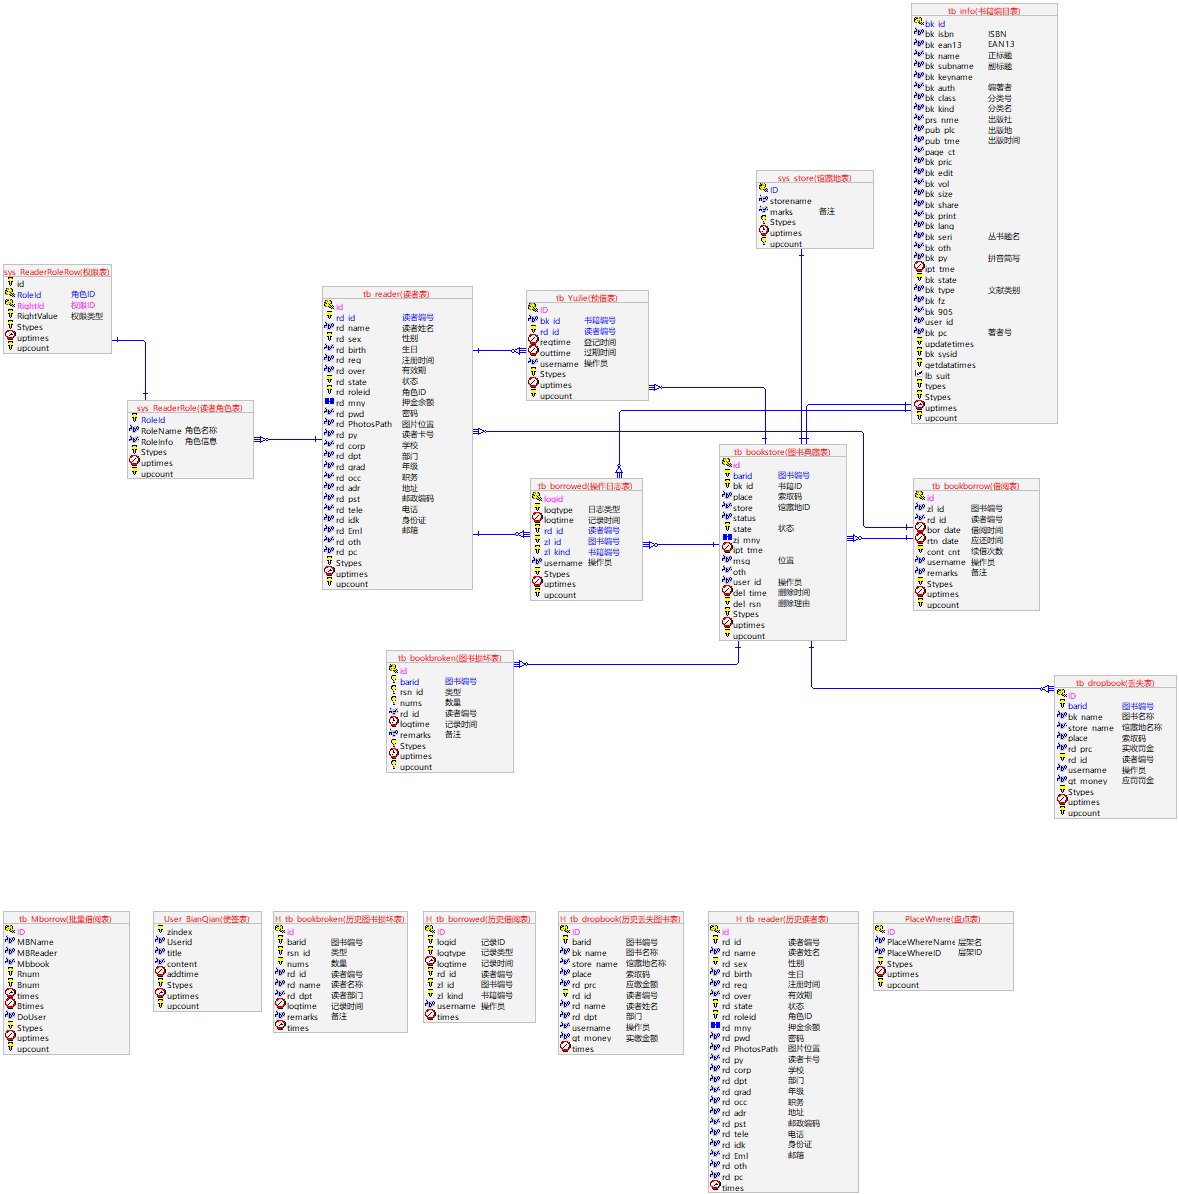 tb_info(书籍编目表)
bk_id
bk_isbn ISBN
bk_ean13 EAN13
bk_name 正标题
bk_subname 副标题
bk_keyname
bk_auth 编著者
bk_class 分类号
bk_kind 分类名
prs_nme 出版社
pub_plc 出版地
pub_tme 出版时间
page_ct
bk_pric
bk_edit
bk_vol
bk_size
bk_share
bk_print
bk_lang
bk_seri 丛书题名
bk_oth
bk_py 拼音简写
ipt_tme
bk_state
bk_type 文献类别
bk_fz
bk_905
user_id
bk_pc 著者号
updatetimes
bk_sysid
getdatatimes
lb_suit
types
Stypes
uptimes
upcount
sys_store(馆藏地表)
ID
storename
marks 备注
Stypes
uptimes
upcount
sys_ReaderRoleRow(权限表)
id
RoleId 角色ID
RightId 权限ID
RightValue 权限类型
Stypes
uptimes
upcount
tb_reader(读者表)
id
rd_id 读者编号
rd_name 读者姓名
rd_sex 性别
rd_birth 生日
rd_reg 注册时间
rd_over 有效期
rd_state 状态
rd_roleid 角色ID
rd_mny 押金余额
rd_pwd 密码
rd_PhotosPath 图片位置
rd_py 读者卡号
rd_corp 学校
rd_dpt 部门
rd_grad 年级
rd_occ 职务
rd_adr 地址
rd_pst 邮政编码
rd_tele 电话
rd_idk 身份证
rd_Eml 邮箱
rd_oth
rd_pc
Stypes
uptimes
upcount
tb_YuJie(预借表)
ID
bk_id 书籍编号
rd_id 读者编号
regtime 登记时间
outtime 过期时间
username 操作员
Stypes
uptimes
upcount
sys_ReaderRole(读者角色表)
RoleId
RoleName 角色名称
RoleInfo 角色信息
Stypes
uptimes
upcount
tb_borrowed(操作日志表)
logid
logtype 日志类型
logtime 记录时间
rd_id 读者编号
zl_id 图书编号
zl_kind 书籍编号
username 操作员
Stypes
uptimes
upcount
tb_bookstore(图书典藏表)
id
barid 图书编号
bk_id 书籍ID
place 索取码
store 馆藏地ID
status
state 状态
zj_mny
ipt_tme
msg 位置
oth
user_id 操作员
del_time 删除时间
del_rsn 删除理由
Stypes
uptimes
upcount
tb_bookborrow(借阅表)
id
zl_id 图书编号
rd_id 读者编号
bor_date 借阅时间
rtn_date 应还时间
cont_cnt 续借次数
username 操作员
remarks 备注
Stypes
uptimes
upcount
tb_bookbroken(图书损坏表)
id
barid 图书编号
rsn_id 类型
nums 数量
rd_id 读者编号
logtime 记录时间
remarks 备注
Stypes
uptimes
upcount
tb_dropbook(丢失表)
ID
barid 图书编号
bk_name 图书名称
store_name 馆藏地名称
place 索取码
rd_prc 实收罚金
rd_id 读者编号
username 操作员
gt_money 应罚罚金
Stypes
uptimes
upcount
tb_Mborrow(批量借阅表)
ID
MBName
MBReader
Mbbook
Rnum
Bnum
times
Btimes
DoUser
Stypes
uptimes
upcount
User_BianQian(便签表)
zindex
Userid
title
content
addtime
Stypes
uptimes
upcount
H_tb_bookbroken(历史图书损坏表)
id
barid 图书编号
rsn_id 类型
nums 数量
rd_id 读者编号
rd_name 读者名称
rd_dpt 读者部门
logtime 记录时间
remarks 备注
times
H_tb_borrowed(历史借阅表)
ID
logid 记录ID
logtype 记录类型
logtime 记录时间
rd_id 读者编号
zl_id 图书编号
zl_kind 书籍编号
username 操作员
times
H_tb_dropbook(历史丢失图书表)
ID
barid 图书编号
bk_name 图书名称
store_name 馆藏地名称
place 索取码
rd_prc 应缴金额
rd_id 读者编号
rd_name 读者姓名
rd_dpt 部门
username 操作员
gt_money 实缴金额
times
H_tb_reader(历史读者表)
id
rd_id 读者编号
rd_name 读者姓名
rd_sex 性别
rd_birth 生日
rd_reg 注册时间
rd_over 有效期
rd_state 状态
rd_roleid 角色ID
rd_mny 押金余额
rd_pwd 密码
rd_PhotosPath 图片位置
rd_py 读者卡号
rd_corp 学校
rd_dpt 部门
rd_grad 年级
rd_occ 职务
rd_adr 地址
rd_pst 邮政编码
rd_tele 电话
rd_idk 身份证
rd_Eml 邮箱
rd_oth
rd_pc
times
PlaceWhere(盘点表)
ID
PlaceWhereName 层架名
PlaceWhereID 层架ID
Stypes
uptimes
upcount